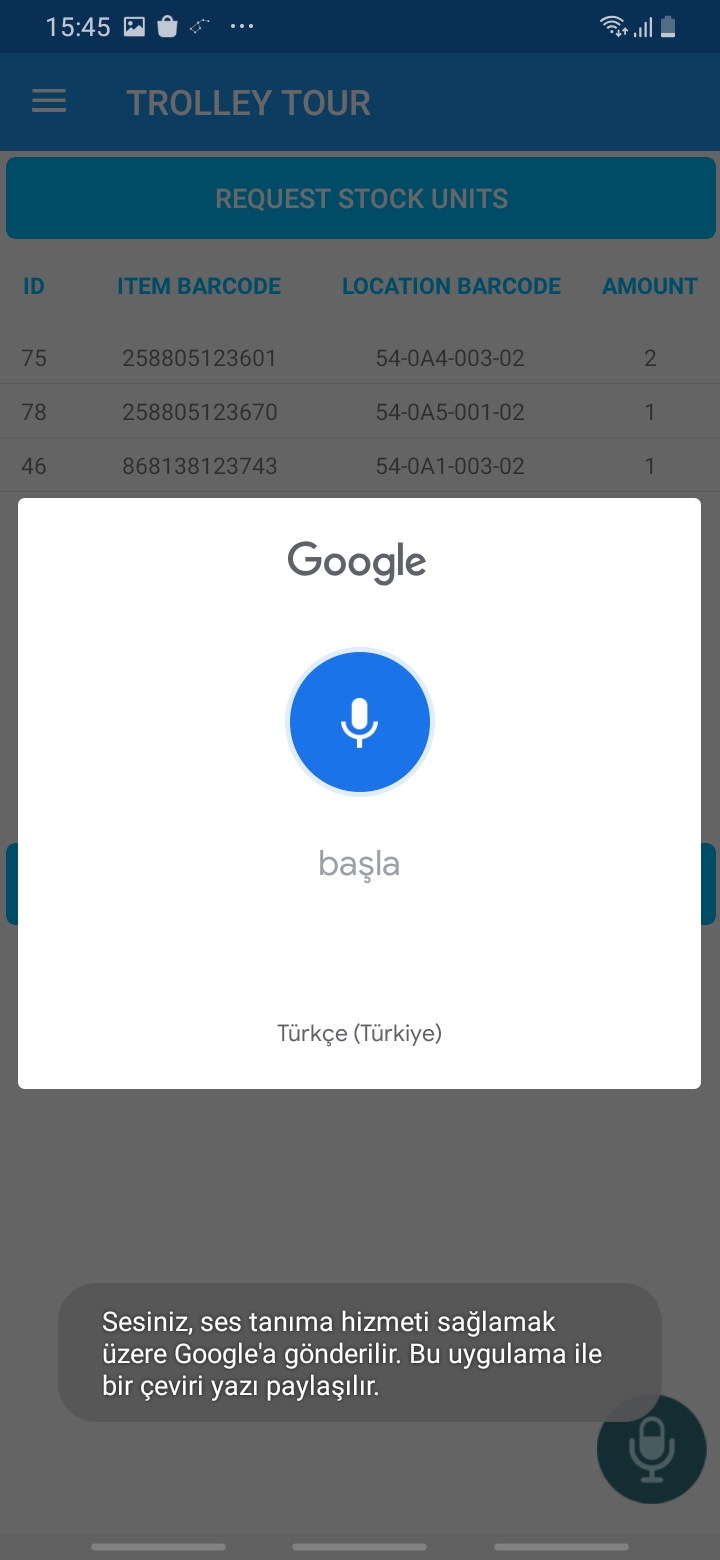 15:45
TROLLEY TOUR
REQUEST STOCK UNITS
ID ITEM BARCODE LOCATION BARCODE AMOUNT
75 258805123601 54-0A4-003-02 2
78 258805123670 54-0A5-001-02 1
46 868138123743 54-0A1-003-02 1
Google
başla
Türkçe (Türkiye)
Sesiniz, ses tanıma hizmeti sağlamak
üzere Google'a gönderilir. Bu uygulama ile
bir çeviri yazı paylaşılır.